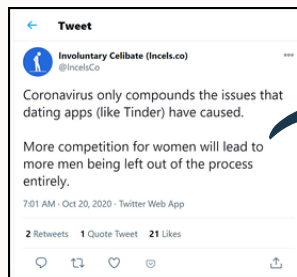 Tweet
Involuntary Celibate (Incels.co)
@IncelsCo
Coronavirus only compounds the issues that
dating apps (like Tinder) have caused.
More competition for women will lead to
more men being left out of the process
entirely.
7:01 AM · Oct 20, 2020 · Twitter Web App
2 Retweets 1 Quote Tweet 21 Likes